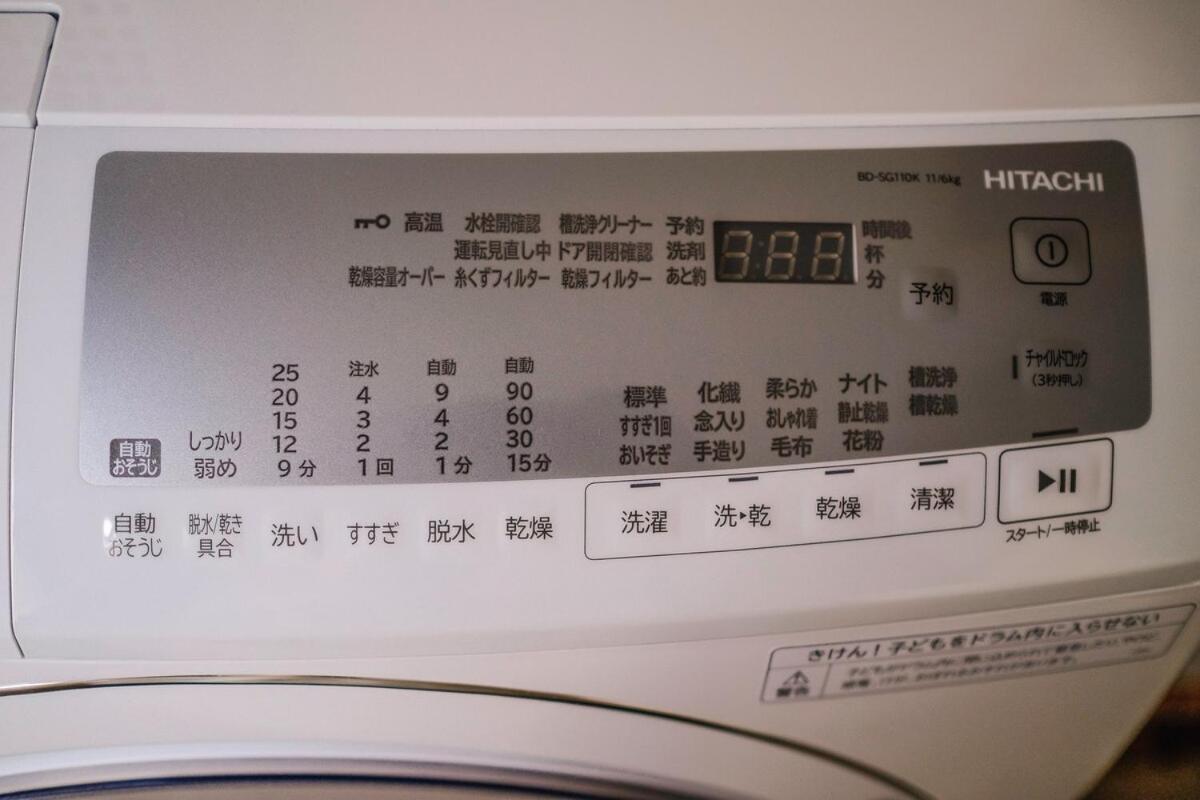 BD-SG110K 11/6kg HITACHI
高温 水栓開確認 槽洗浄クリーナー 予約 時間後
運転見直し中 ドア開閉確認 洗剤 杯
乾燥容量オーバー 糸くずフィルター 乾燥フィルター あと約 分
予約
電源
チャイルドロック
(3秒押し)
25 注水 自動 自動
20 4 9 90
15 3 4 60
12 2 2 30
9分 1回 1分 15分
自動
おそうじ
しっかり
弱め
標準 化繊 柔らか ナイト 槽洗浄
すすぎ1回 念入り おしゃれ着 静止乾燥 槽乾燥
おいそぎ 手造り 毛布 花粉
自動
おそうじ
脱水/乾き
具合
洗い すすぎ 脱水 乾燥 洗濯 洗▸乾 乾燥 清潔
スタート/一時停止
きけん！子どもをドラム内に入らせない
警告